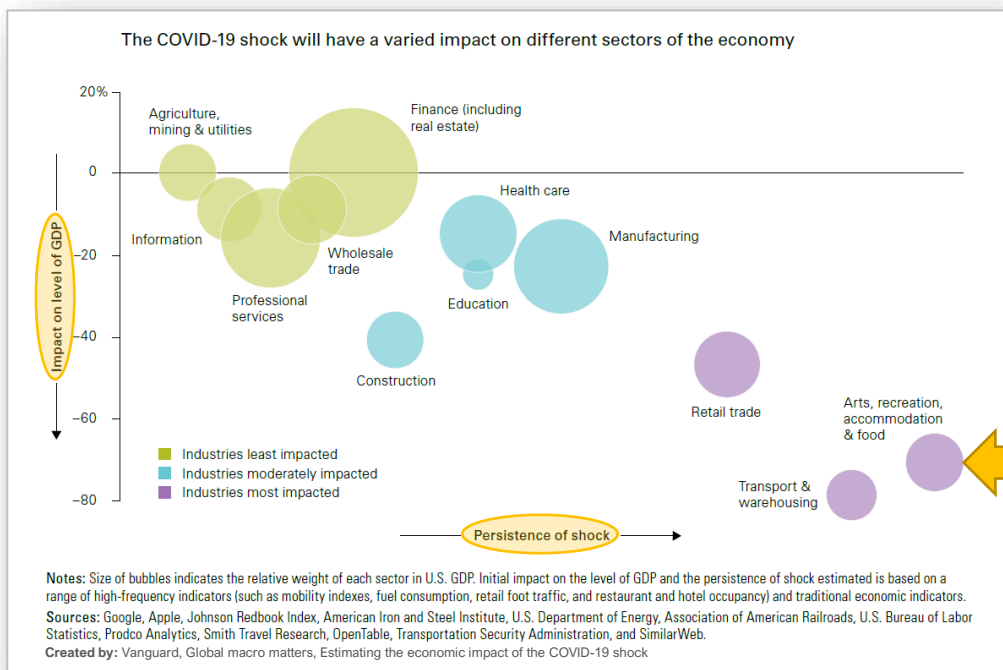 The COVID-19 shock will have a varied impact on different sectors of the economy
20%
0
−20
−40
−60
−80
Impact on level of GDP
Agriculture,
mining & utilities
Finance (including
real estate)
Information
Wholesale
trade
Professional
services
Health care
Manufacturing
Education
Construction
Retail trade
Arts, recreation,
accommodation
& food
Transport &
warehousing
Industries least impacted
Industries moderately impacted
Industries most impacted
Persistence of shock
Notes: Size of bubbles indicates the relative weight of each sector in U.S. GDP. Initial impact on the level of GDP and the persistence of shock estimated is based on a
range of high-frequency indicators (such as mobility indexes, fuel consumption, retail foot traffic, and restaurant and hotel occupancy) and traditional economic indicators.
Sources: Google, Apple, Johnson Redbook Index, American Iron and Steel Institute, U.S. Department of Energy, Association of American Railroads, U.S. Bureau of Labor
Statistics, Prodco Analytics, Smith Travel Research, OpenTable, Transportation Security Administration, and SimilarWeb.
Created by: Vanguard, Global macro matters, Estimating the economic impact of the COVID-19 shock